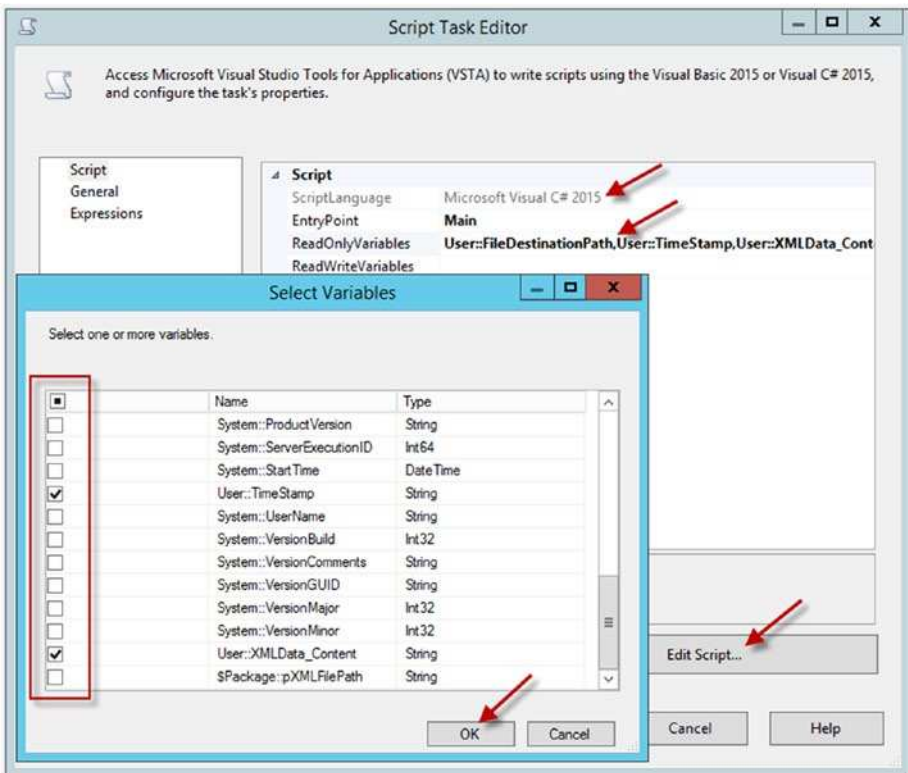 Script Task Editor
Access Microsoft Visual Studio Tools for Applications (VSTA) to write scripts using the Visual Basic 2015 or Visual C# 2015,
and configure the task's properties.
Script
General
Expressions
Script
ScriptLanguage Microsoft Visual C# 2015
EntryPoint Main
ReadOnlyVariables User::FileDestinationPath,User::TimeStamp,User::XMLData_Cont
ReadWriteVariables
Select Variables
Select one or more variables.
Name Type
System::ProductVersion String
System::ServerExecutionID Int64
System::StartTime DateTime
User::TimeStamp String
System::UserName String
System::VersionBuild Int32
System::VersionComments String
System::VersionGUID String
System::VersionMajor Int32
System::VersionMinor Int32
User::XMLData_Content String
$Package::pXMLFilePath String
OK Cancel
Edit Script...
Cancel Help